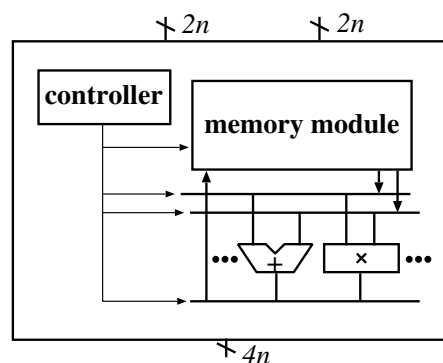 2n 2n
controller
memory module
••• + × •••
4n